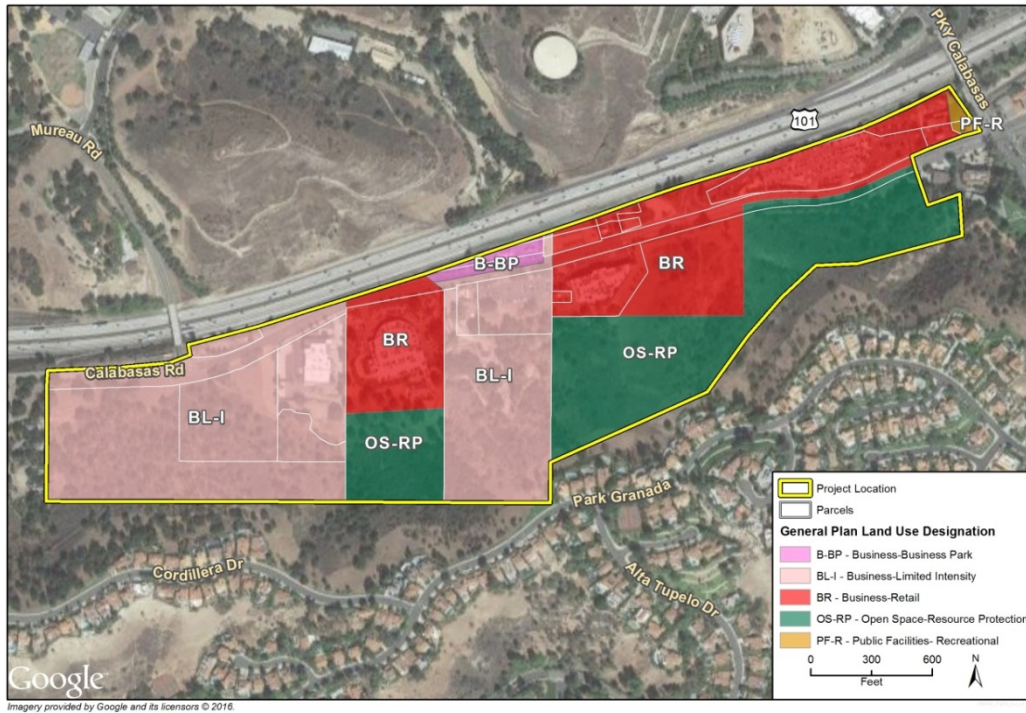 PKY Calabasas
PF-R
101
Mureau Rd
B-BP
BR
BR
OS-RP
BL-I
Calabasas Rd
BL-I
OS-RP
Park Granada
Cordillera Dr
Alta Tupelo Dr
Project Location
Parcels
General Plan Land Use Designation
B-BP - Business-Business Park
BL-I - Business-Limited Intensity
BR - Business-Retail
OS-RP - Open Space-Resource Protection
PF-R - Public Facilities- Recreational
0 300 600
Feet
N
Google
Imagery provided by Google and its licensors © 2016.